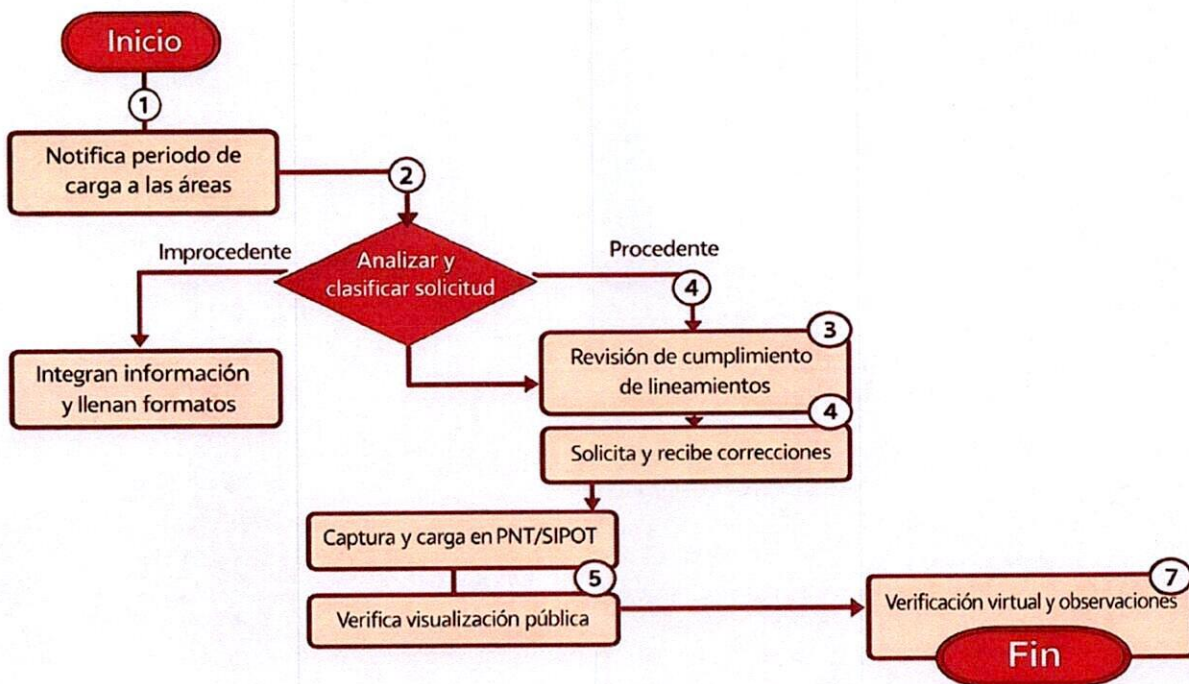 Inicio
1
Notifica periodo de
carga a las áreas
2
Improcedente
Analizar y
clasificar solicitud
Procedente
4
3
Integran información
y llenan formatos
Revisión de cumplimiento
de lineamientos
4
Solicita y recibe correcciones
Captura y carga en PNT/SIPOT
5
Verifica visualización pública
7
Verificación virtual y observaciones
Fin